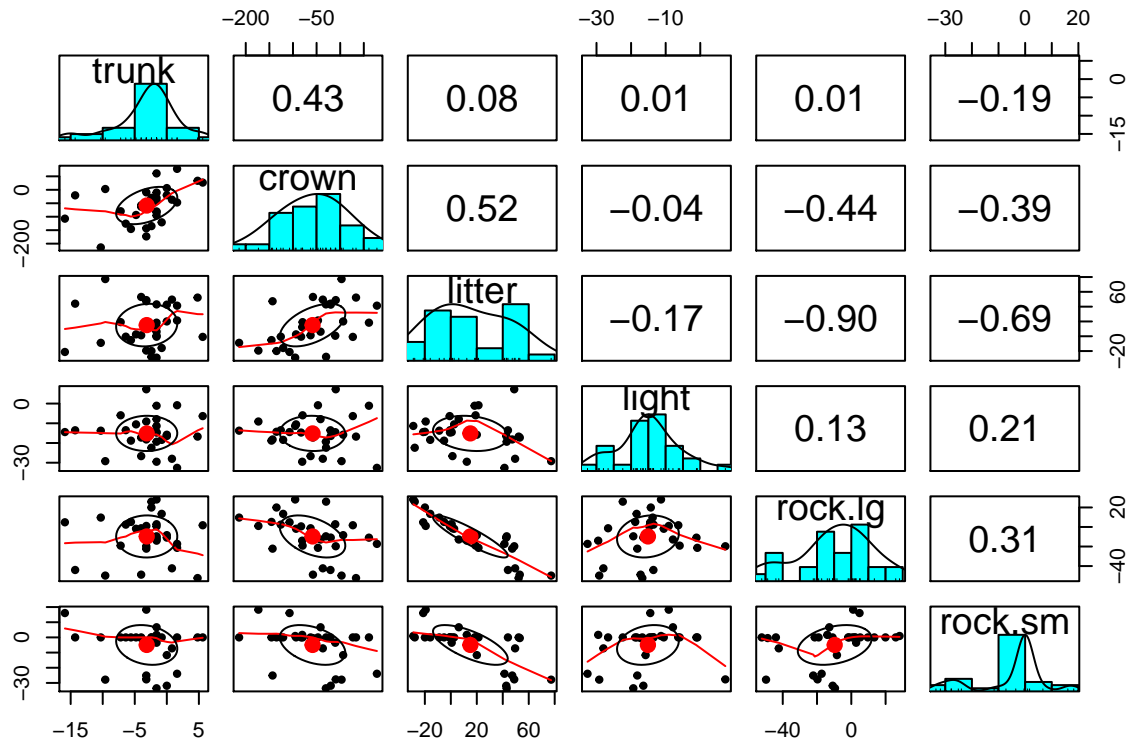 −200 −50 −30 −10 −30 0 20
trunk 0.43 0.08 0.01 0.01 −0.19 −15 0
−200 0 crown 0.52 −0.04 −0.44 −0.39
litter −0.17 −0.90 −0.69 −20 60
−30 0 light 0.13 0.21
rock.lg 0.31 −40 20
−30 0 rock.sm
−15 −5 5 −20 20 60 −40 0